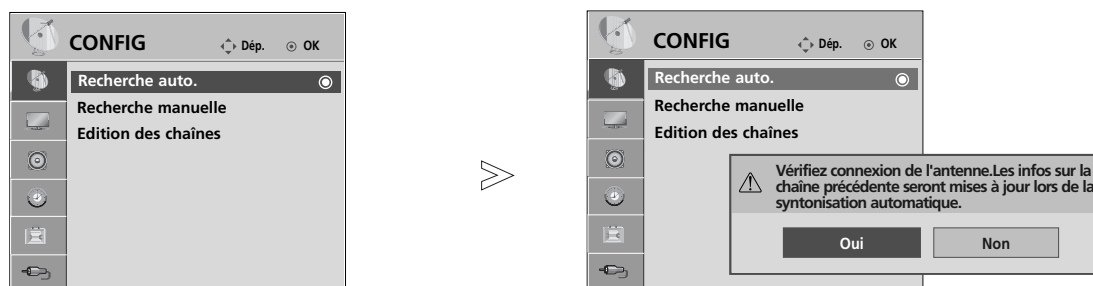 CONFIG
Dép.
OK
Recherche auto.
Recherche manuelle
Edition des chaînes
CONFIG
Dép.
OK
Recherche auto.
Recherche manuelle
Edition des chaînes
Vérifiez connexion de l'antenne.Les infos sur la
chaîne précédente seront mises à jour lors de la
syntonisation automatique.
Oui
Non